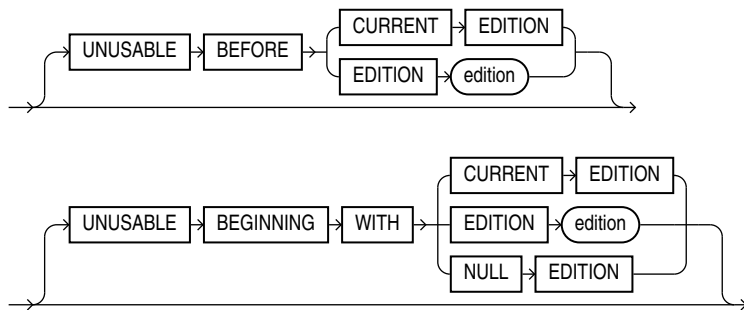 CURRENT EDITION
UNUSABLE BEFORE
EDITION edition
CURRENT EDITION
UNUSABLE BEGINNING WITH EDITION edition
NULL EDITION